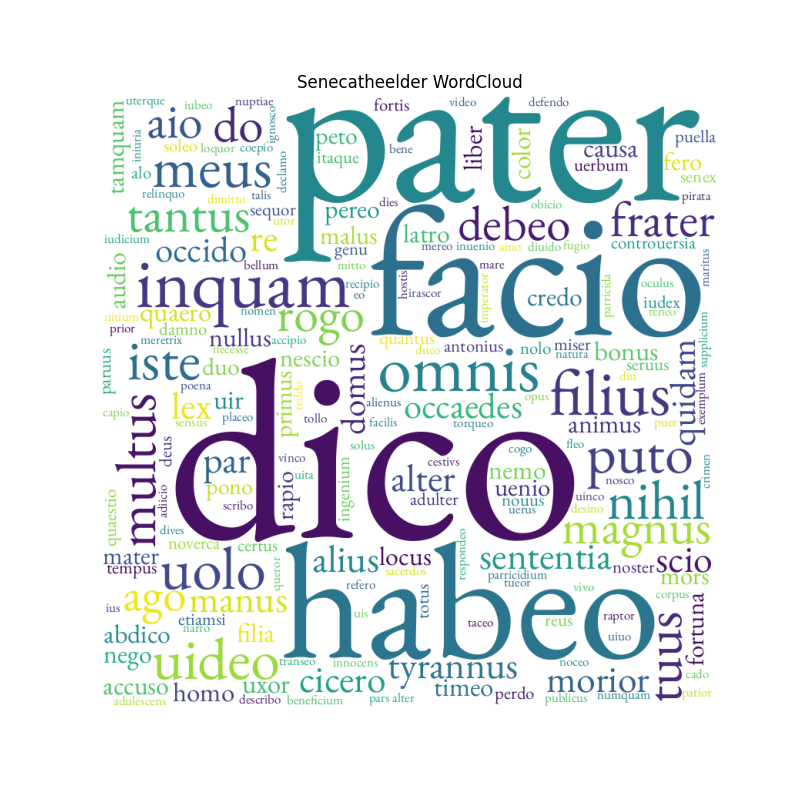 Senecatheelder WordCloud
uterque
iubeo
nuptiae
fortis
video
defendo
tamquam
aio
do
ignosco
pater
peto
liber
color
causa
puella
iniuria
soleo
loquor
coepio
itaque
bene
uerbum
fero
alo
meus
declamo
senex
relinquo
dimitto
talis
dies
obicio
pirata
tantus
sequor
utor
pereo
debeo
frater
iudicium
re
malus
latro
mereo
inuenio
amo
diuido
fugio
controuersia
occido
genu
audio
bellum
mitto
hostis
mare
facio
parricida
oculus
maritus
inquam
recipio
eo
irascor
imperator
credo
iudex
teneo
uitium
quaero
nomen
rogo
prior
damno
nullus
accipio
quantus
antonius
nolo
miser
bonus
supplicium
meretrix
necesse
duco
natura
seruus
paruus
iste
duo
nescio
domus
omnis
diu
quidam
exemplum
poena
primus
reddo
alienus
opus
filius
puer
capio
lex
uir
placeo
tollo
occaedes
sensus
facilis
torqueo
animus
multus
deus
dico
solus
cogo
fleo
puto
crimen
par
vinco
uita
cestivs
nemo
nosco
pono
rapio
ingenium
alter
uenio
uinco
nihil
quaestio
adiicio
scribo
adulter
nouus
uerus
desino
magnus
dives
noverca
certus
mater
queror
alius
locus
respondeo
sententia
noster
scio
tempus
uolo
sacerdos
parricidium
tueor
mors
refero
habeo
vivo
corpus
ago
manus
uis
totus
taceo
reus
raptor
ius
etiamsi
narro
uiuo
tuus
fortuna
abdico
filia
nego
uideo
transeo
innocens
tyrannus
noceo
cado
accuso
homo
uxor
cicero
timeo
morior
adulescens
describo
beneficium
pars alter
perdo
publicus
numquam
patior